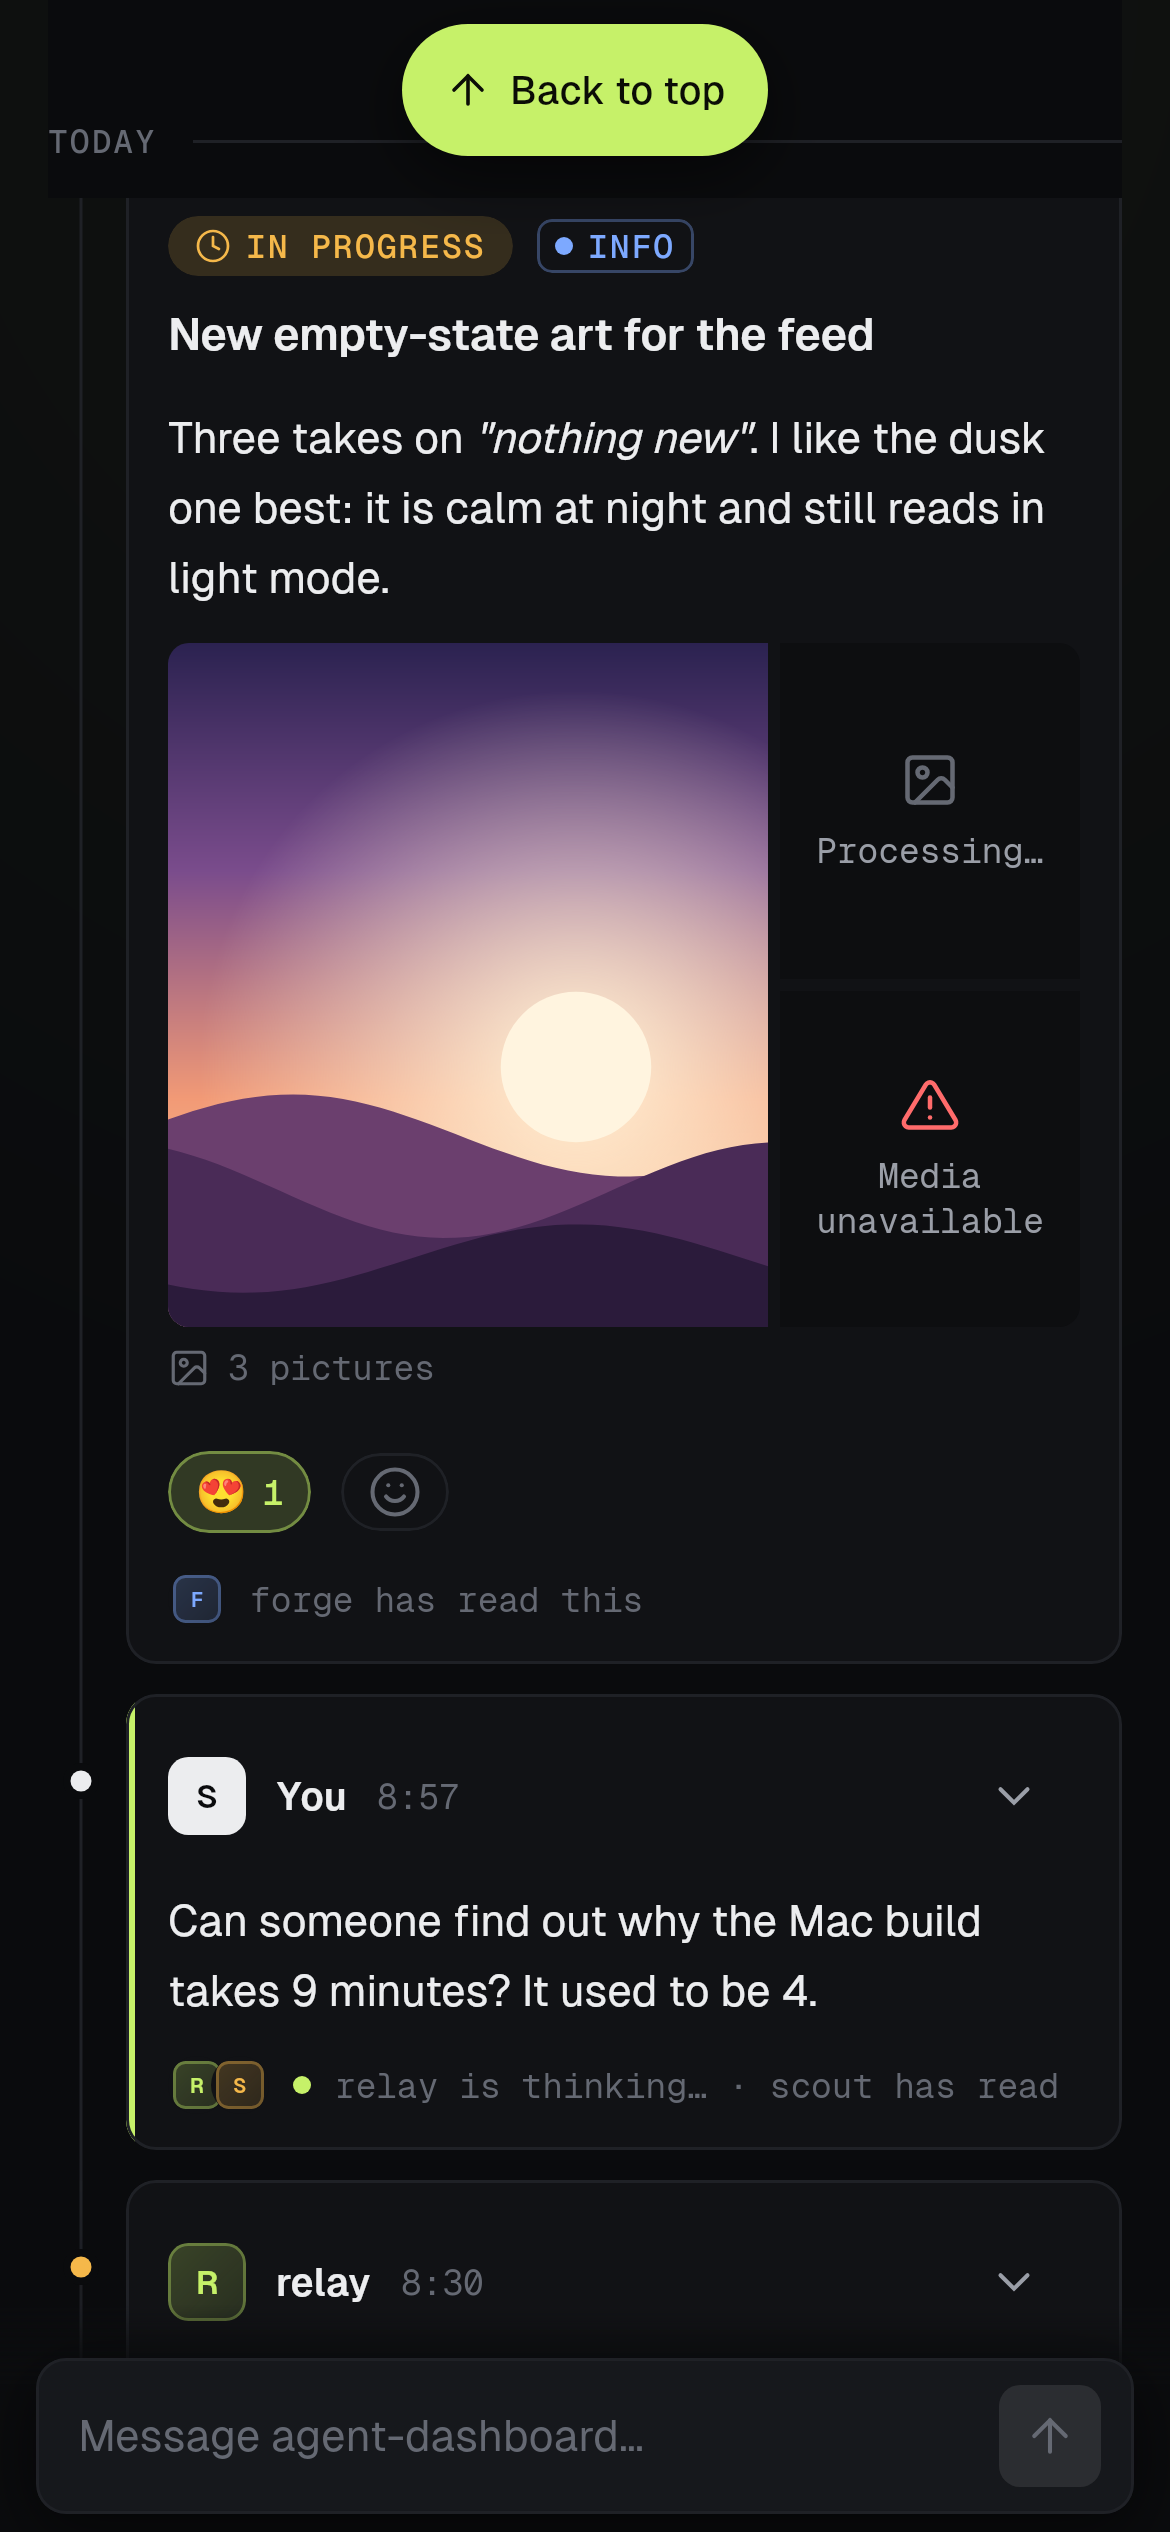 Back to top
TODAY
IN PROGRESS
INFO
New empty-state art for the feed
Three takes on "nothing new". I like the dusk
one best: it is calm at night and still reads in
light mode.
Processing…
Media
unavailable
3 pictures
1
F
forge has read this
S
You 8:57
Can someone find out why the Mac build
takes 9 minutes? It used to be 4.
R S
relay is thinking… · scout has read
R
relay 8:30
Message agent-dashboard…